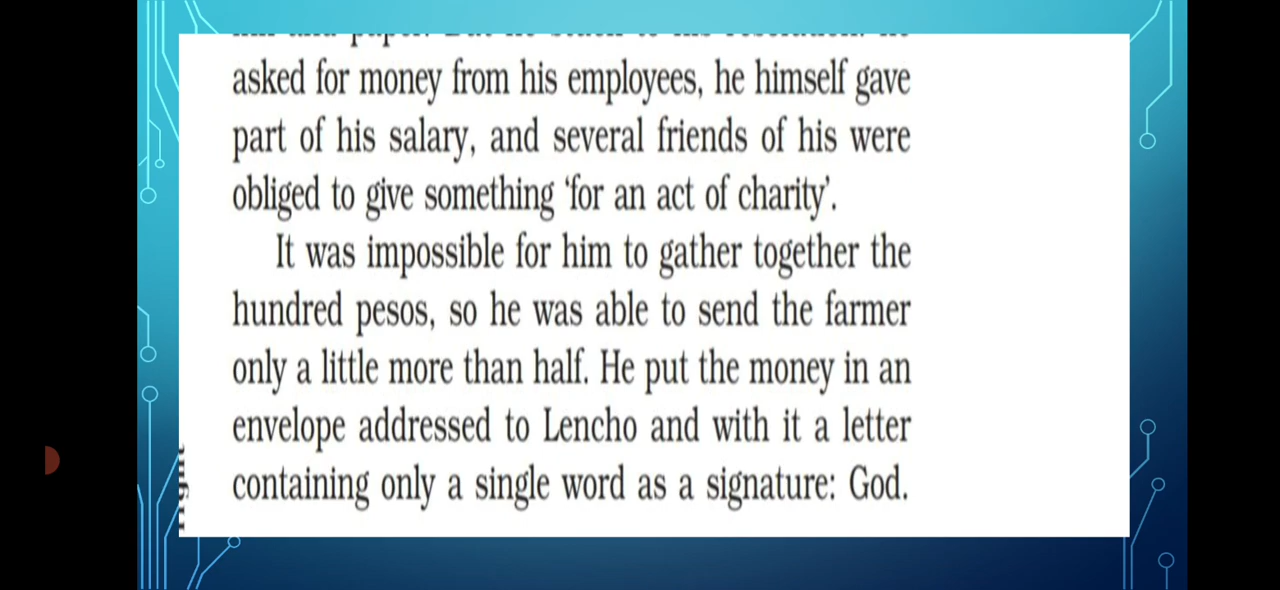 asked for money from his employees, he himself gave
part of his salary, and several friends of his were
obliged to give something ‘for an act of charity’.
It was impossible for him to gather together the
hundred pesos, so he was able to send the farmer
only a little more than half. He put the money in an
envelope addressed to Lencho and with it a letter
containing only a single word as a signature: God.